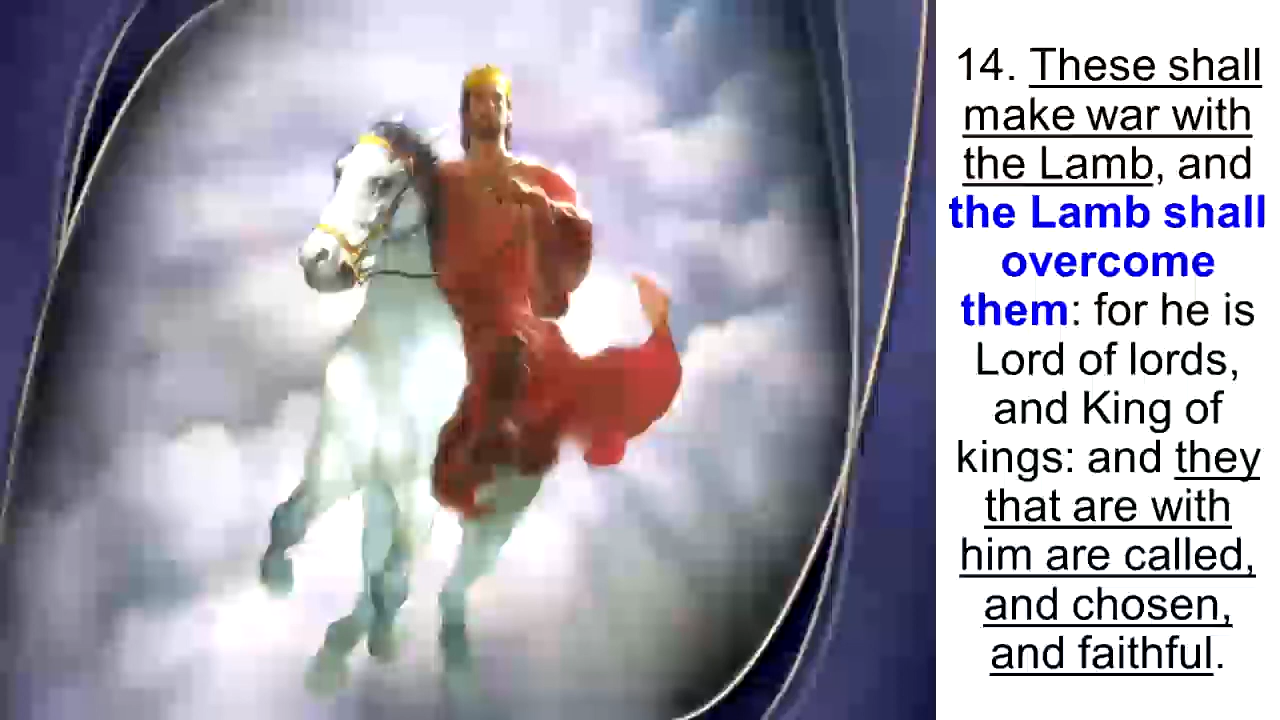 14. These shall
make war with
the Lamb, and
the Lamb shall
overcome
them: for he is
Lord of lords,
and King of
kings: and they
that are with
him are called,
and chosen,
and faithful.